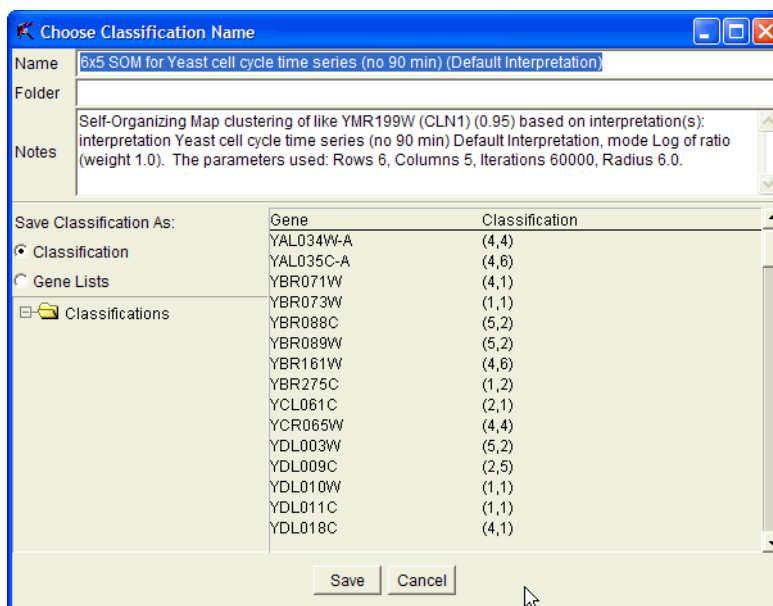 Choose Classification Name
Name 6x5 SOM for Yeast cell cycle time series (no 90 min) (Default Interpretation)
Folder
Notes
Self-Organizing Map clustering of like YMR199W (CLN1) (0.95) based on interpretation(s):
interpretation Yeast cell cycle time series (no 90 min) Default Interpretation, mode Log of ratio
(weight 1.0).  The parameters used: Rows 6, Columns 5, Iterations 60000, Radius 6.0.
Save Classification As:
Classification
Gene Lists
Classifications
Gene Classification
YAL034W-A (4,4)
YAL035C-A (4,6)
YBR071W (4,1)
YBR073W (1,1)
YBR088C (5,2)
YBR089W (5,2)
YBR161W (4,6)
YBR275C (1,2)
YCL061C (2,1)
YCR065W (4,4)
YDL003W (5,2)
YDL009C (2,5)
YDL010W (1,1)
YDL011C (1,1)
YDL018C (4,1)
Save Cancel